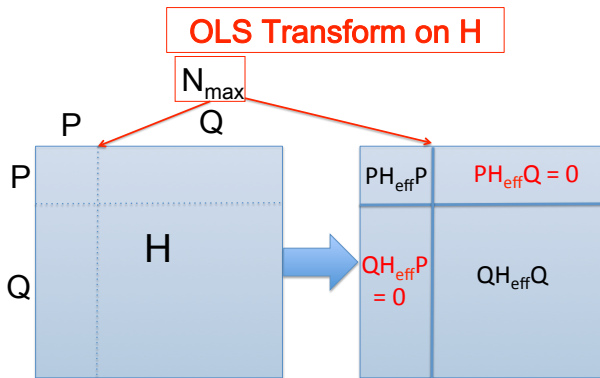 OLS Transform on H
Nmax
P Q
P
Q
H
PHeffP
PHeffQ = 0
QHeffP
= 0
QHeffQ